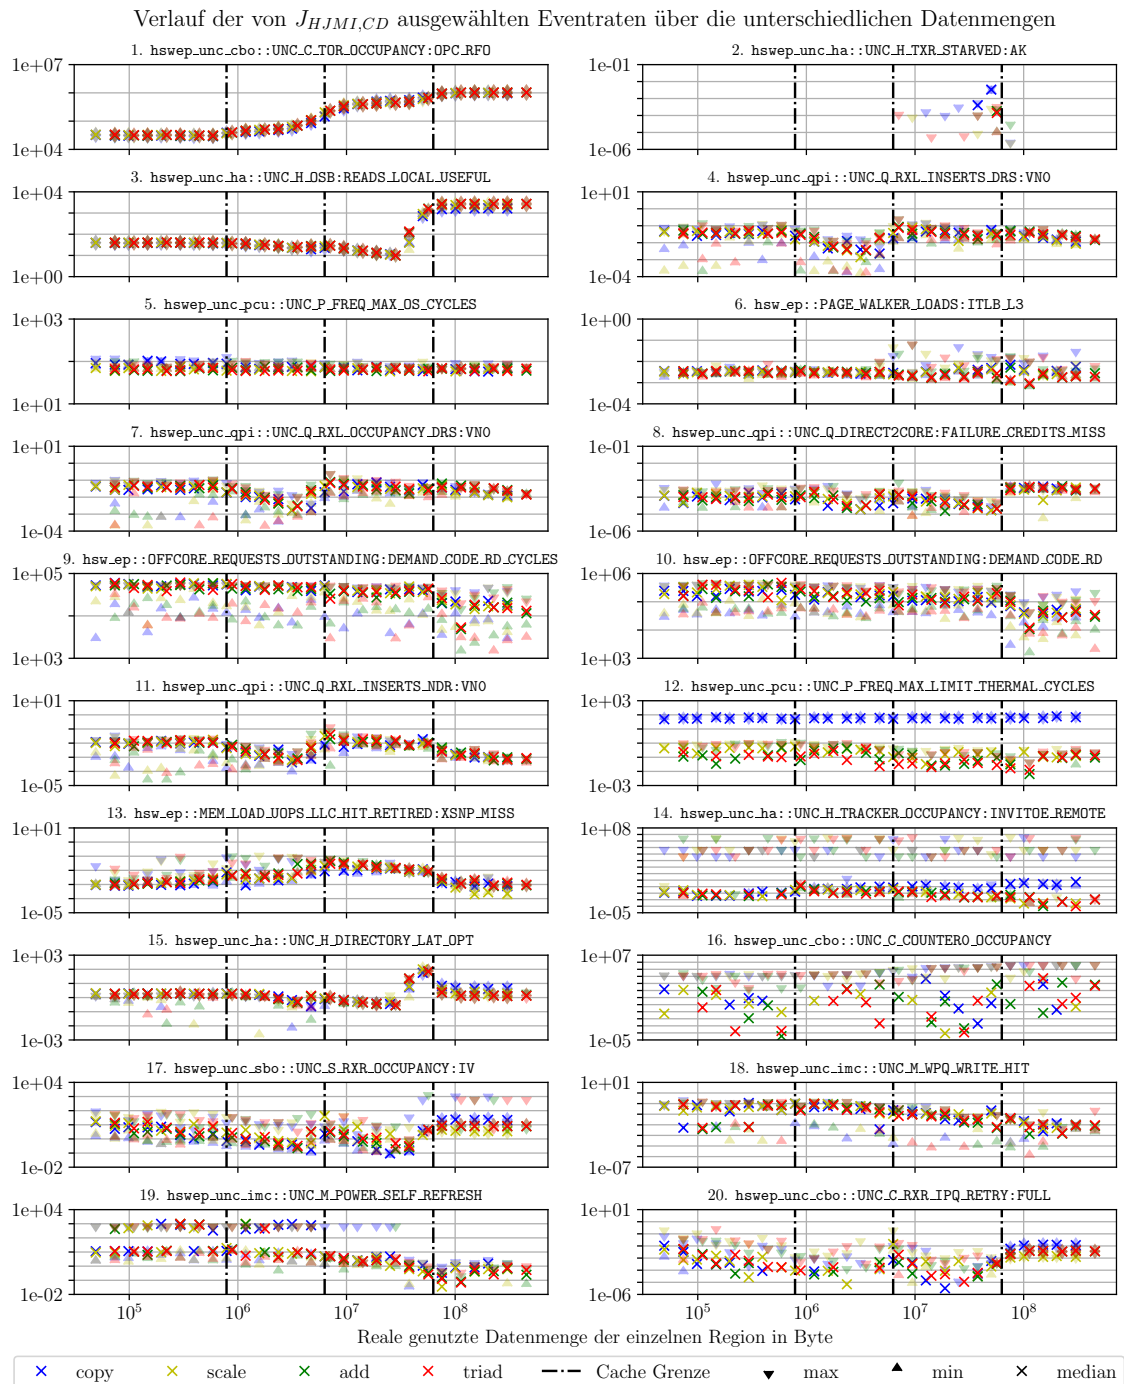 Verlauf der von J_{HJMI,CD} ausgewählten Eventraten über die unterschiedlichen Datenmengen
1. hswep_unc_cbo::UNC_C_TOR_OCCUPANCY:OPC_RFO
1e+07
1e+04
2. hswep_unc_ha::UNC_H_TXR_STARVED:AK
1e-01
1e-06
3. hswep_unc_ha::UNC_H_OSB:READS_LOCAL_USEFUL
1e+04
1e+00
4. hswep_unc_qpi::UNC_Q_RXL_INSERTS_DRS:VN0
1e+01
1e-04
5. hswep_unc_pcu::UNC_P_FREQ_MAX_OS_CYCLES
1e+03
1e+01
6. hsw_ep::PAGE_WALKER_LOADS:ITLB_L3
1e+00
1e-04
7. hswep_unc_qpi::UNC_Q_RXL_OCCUPANCY_DRS:VN0
1e+01
1e-04
8. hswep_unc_qpi::UNC_Q_DIRECT2CORE:FAILURE_CREDITS_MISS
1e-01
1e-06
9. hsw_ep::OFFCORE_REQUESTS_OUTSTANDING:DEMAND_CODE_RD_CYCLES
1e+05
1e+03
10. hsw_ep::OFFCORE_REQUESTS_OUTSTANDING:DEMAND_CODE_RD
1e+06
1e+03
11. hswep_unc_qpi::UNC_Q_RXL_INSERTS_NDR:VN0
1e+01
1e-05
12. hswep_unc_pcu::UNC_P_FREQ_MAX_LIMIT_THERMAL_CYCLES
1e+03
1e-03
13. hsw_ep::MEM_LOAD_UOPS_LLC_HIT_RETIRED:XSNP_MISS
1e+01
1e-05
14. hswep_unc_ha::UNC_H_TRACKER_OCCUPANCY:INVITOE_REMOTE
1e+08
1e-05
15. hswep_unc_ha::UNC_H_DIRECTORY_LAT_OPT
1e+03
1e-03
16. hswep_unc_cbo::UNC_C_COUNTER0_OCCUPANCY
1e+07
1e-05
17. hswep_unc_sbo::UNC_S_RXR_OCCUPANCY:IV
1e+04
1e-02
18. hswep_unc_imc::UNC_M_WPQ_WRITE_HIT
1e+01
1e-07
19. hswep_unc_imc::UNC_M_POWER_SELF_REFRESH
1e+04
1e-02
20. hswep_unc_cbo::UNC_C_RXR_IPQ_RETRY:FULL
1e+01
1e-06
10^5 10^6 10^7 10^8
10^5 10^6 10^7 10^8
Reale genutzte Datenmenge der einzelnen Region in Byte
copy scale add triad Cache Grenze max min median